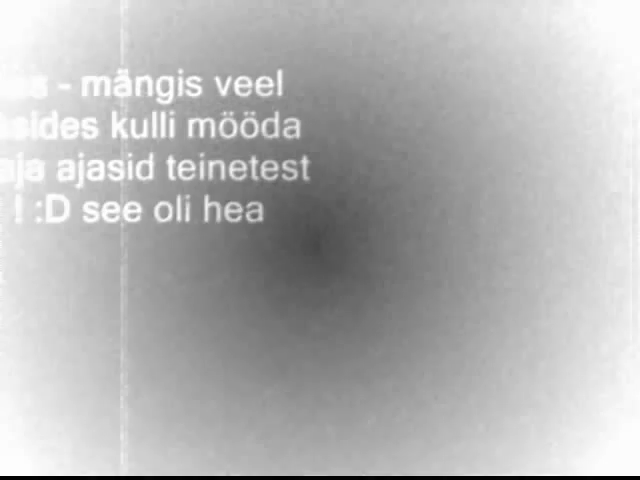 - mängis veel
kulli mööda
ajasid teinetest
! :D see oli hea